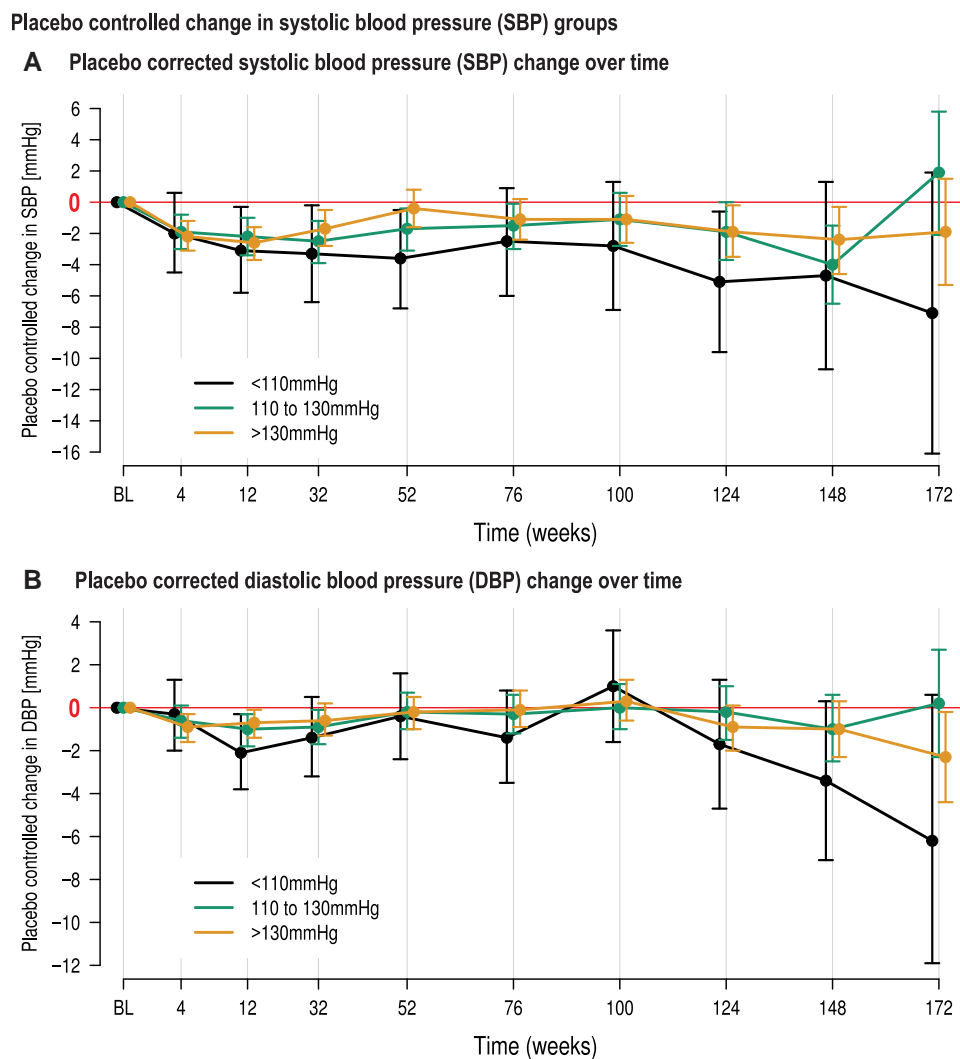 Placebo controlled change in systolic blood pressure (SBP) groups
A Placebo corrected systolic blood pressure (SBP) change over time
Placebo controlled change in SBP [mmHg]
6
4
2
0
−2
−4
−6
−8
−10
−12
−14
−16
<110mmHg
110 to 130mmHg
>130mmHg
BL 4 12 32 52 76 100 124 148 172
Time (weeks)
B Placebo corrected diastolic blood pressure (DBP) change over time
Placebo controlled change in DBP [mmHg]
4
2
0
−2
−4
−6
−8
−10
−12
<110mmHg
110 to 130mmHg
>130mmHg
BL 4 12 32 52 76 100 124 148 172
Time (weeks)